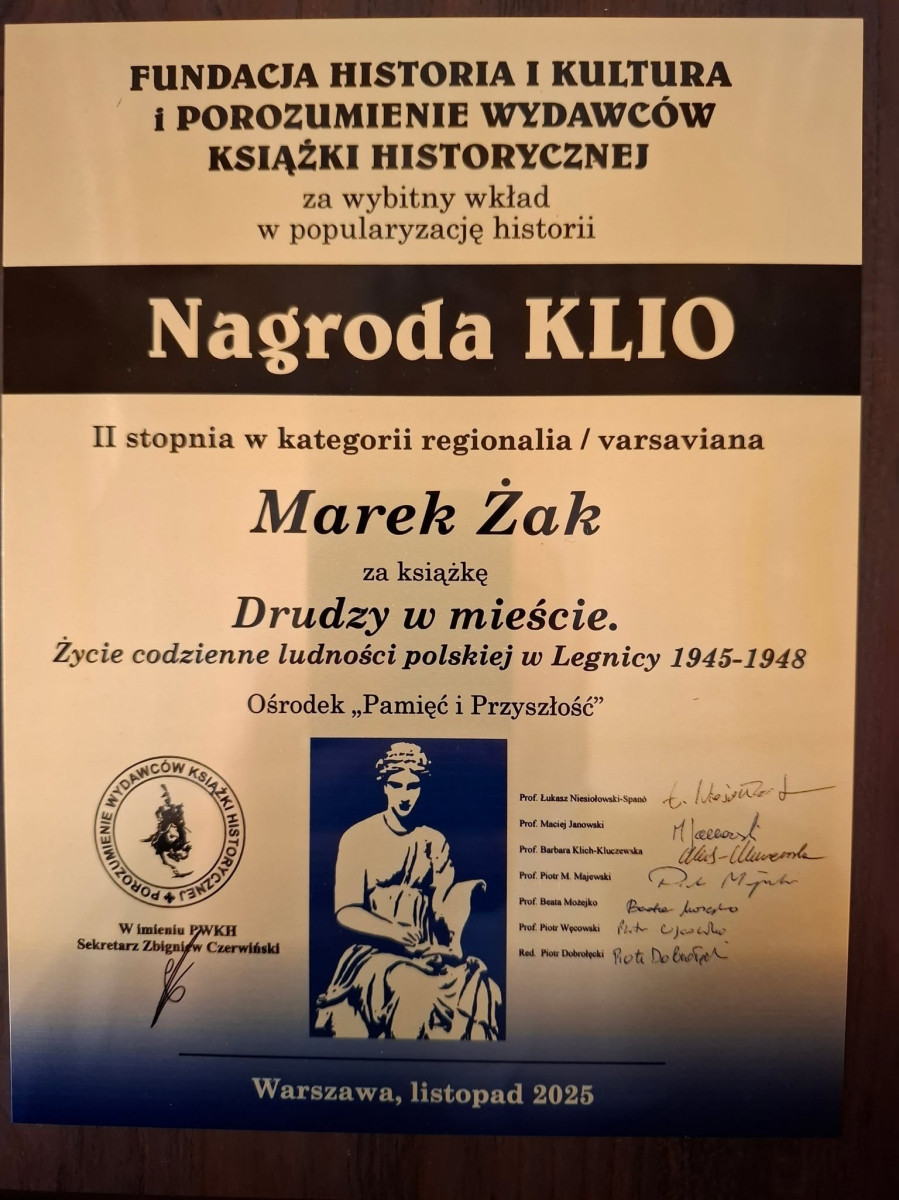 FUNDACJA HISTORIA I KULTURA
i POROZUMIENIE WYDAWCÓW
KSIĄŻKI HISTORYCZNEJ
za wybitny wkład
w popularyzację historii
Nagroda KLIO
II stopnia w kategorii regionalia / varsaviana
Marek Żak
za książkę
Drudzy w mieście.
Życie codzienne ludności polskiej w Legnicy 1945-1948
Ośrodek „Pamięć i Przyszłość”
POROZUMIENIE WYDAWCÓW KSIĄŻKI HISTORYCZNEJ
W imieniu PWKH
Sekretarz Zbigniew Czerwiński
Prof. Łukasz Niesiołowski-Spanò
Prof. Maciej Janowski
Prof. Barbara Klich-Kluczewska
Prof. Piotr M. Majewski
Prof. Beata Możejko
Prof. Piotr Węcowski
Red. Piotr Dobrołęcki
Warszawa, listopad 2025